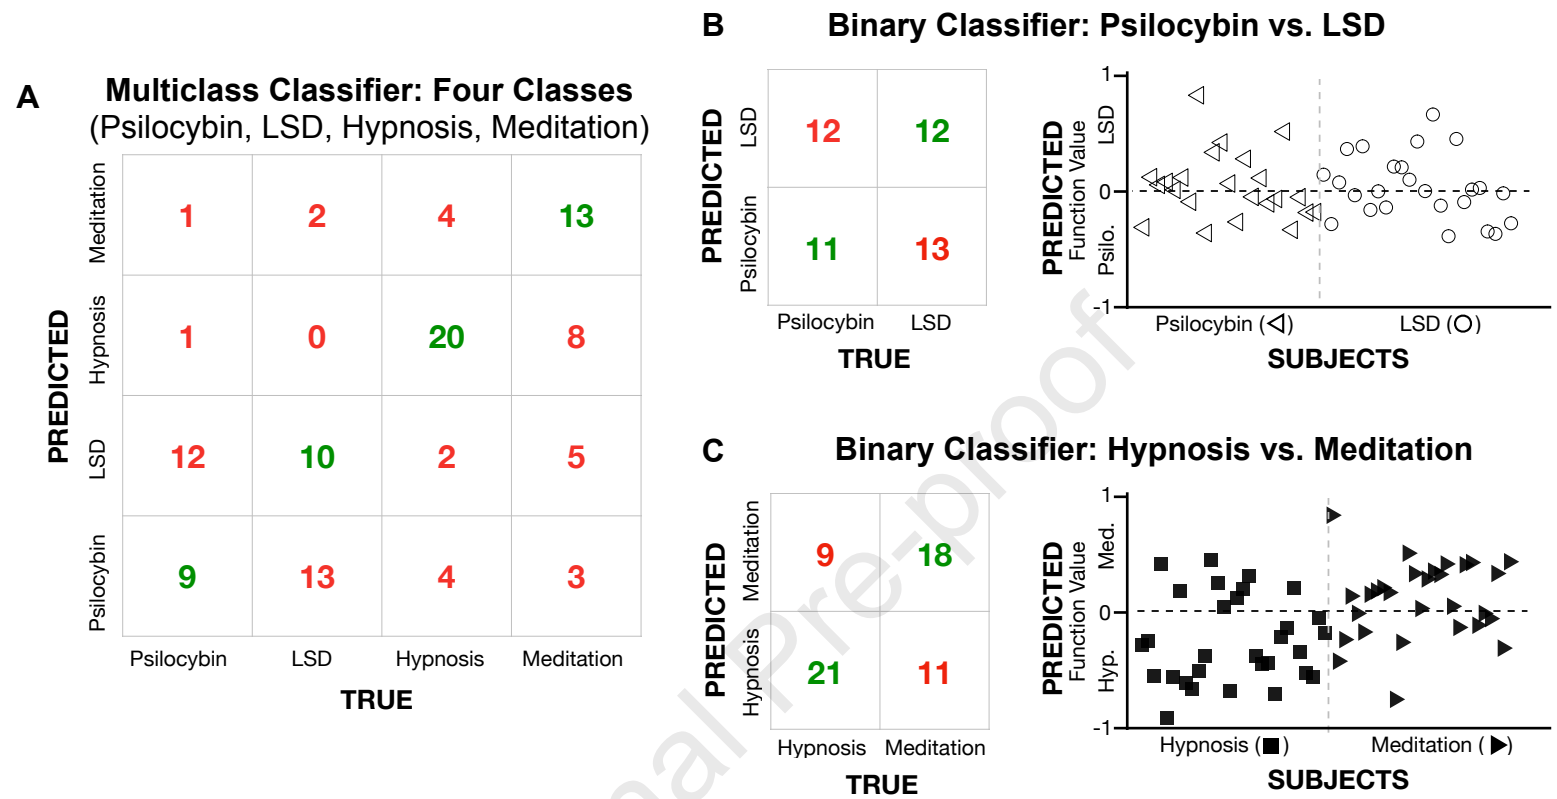 A
Multiclass Classifier: Four Classes
(Psilocybin, LSD, Hypnosis, Meditation)
PREDICTED
Meditation
1 2 4 13
Hypnosis
1 0 20 8
LSD
12 10 2 5
Psilocybin
9 13 4 3
Psilocybin LSD Hypnosis Meditation
TRUE
B
Binary Classifier: Psilocybin vs. LSD
PREDICTED
LSD
12 12
Psilocybin
11 13
Psilocybin LSD
TRUE
PREDICTED
Function Value
Psilo. LSD
1
0
-1
Psilocybin ( ) LSD ( )
SUBJECTS
C
Binary Classifier: Hypnosis vs. Meditation
PREDICTED
Meditation
9 18
Hypnosis
21 11
Hypnosis Meditation
TRUE
PREDICTED
Function Value
Hyp. Med.
1
0
-1
Hypnosis ( ) Meditation ( )
SUBJECTS
nal Pre-proof